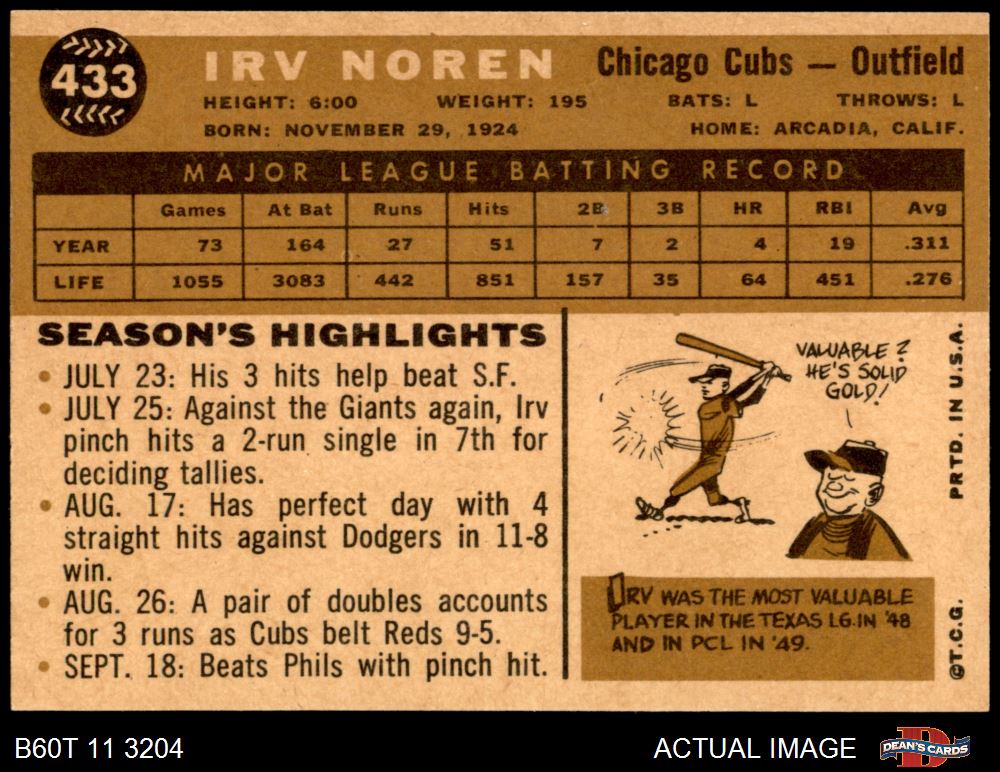 433
IRV NOREN
Chicago Cubs — Outfield
HEIGHT: 6:00 WEIGHT: 195 BATS: L THROWS: L
BORN: NOVEMBER 29, 1924 HOME: ARCADIA, CALIF.
MAJOR LEAGUE BATTING RECORD
Games At Bat Runs Hits 2B 3B HR RBI Avg
YEAR 73 164 27 51 7 2 4 19 .311
LIFE 1055 3083 442 851 157 35 64 451 .276
SEASON'S HIGHLIGHTS
• JULY 23: His 3 hits help beat S.F.
• JULY 25: Against the Giants again, Irv
pinch hits a 2-run single in 7th for
deciding tallies.
• AUG. 17: Has perfect day with 4
straight hits against Dodgers in 11-8
win.
• AUG. 26: A pair of doubles accounts
for 3 runs as Cubs belt Reds 9-5.
• SEPT. 18: Beats Phils with pinch hit.
VALUABLE?
HE'S SOLID
GOLD!
IRV WAS THE MOST VALUABLE
PLAYER IN THE TEXAS LG. IN '48
AND IN PCL IN '49.
©T.C.G. PRTD. IN U.S.A.
B60T 11 3204
ACTUAL IMAGE
D
DEAN'S CARDS